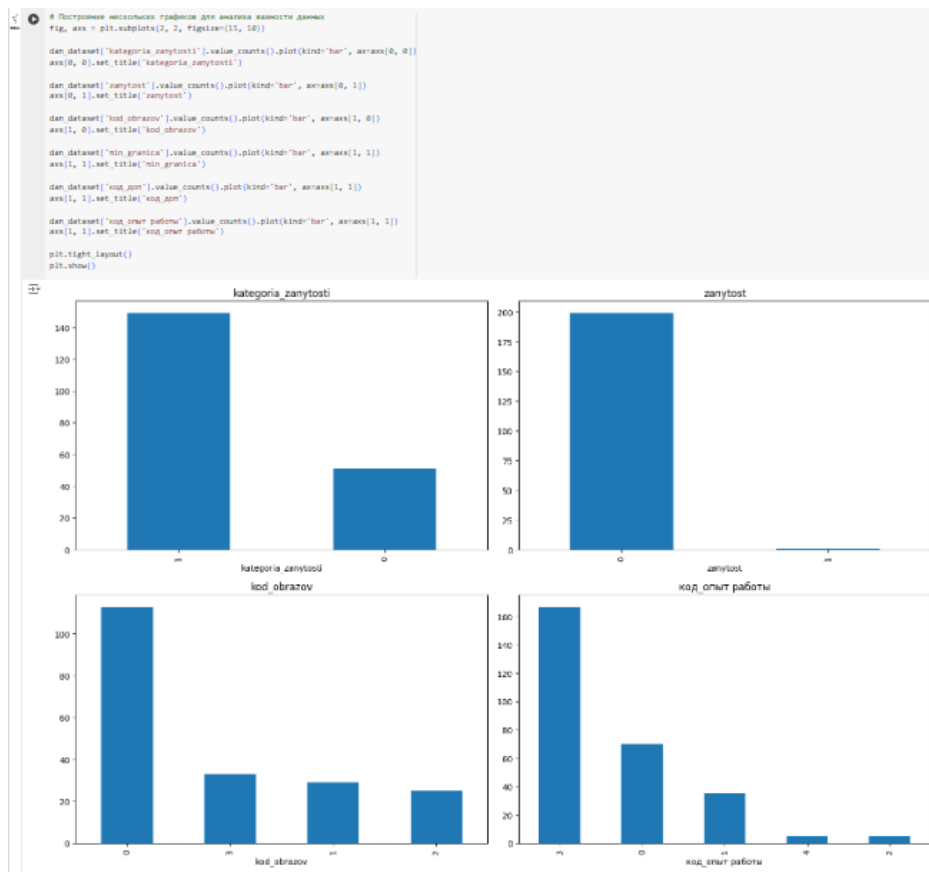 # Построение нескольких графиков для анализа важности данных
fig, axs = plt.subplots(2, 2, figsize=(15, 10))
dan_dataset['kategoria_zanytosti'].value_counts().plot(kind='bar', ax=axs[0, 0])
axs[0, 0].set_title('kategoria_zanytosti')
dan_dataset['zanytost'].value_counts().plot(kind='bar', ax=axs[0, 1])
axs[0, 1].set_title('zanytost')
dan_dataset['kod_obrazov'].value_counts().plot(kind='bar', ax=axs[1, 0])
axs[1, 0].set_title('kod_obrazov')
dan_dataset['min_granica'].value_counts().plot(kind='bar', ax=axs[1, 1])
axs[1, 1].set_title('min_granica')
dan_dataset['код_доп'].value_counts().plot(kind='bar', ax=axs[1, 1])
axs[1, 1].set_title('код_доп')
dan_dataset['код_опыт работы'].value_counts().plot(kind='bar', ax=axs[1, 1])
axs[1, 1].set_title('код_опыт работы')
plt.tight_layout()
plt.show()
kategoria_zanytosti
140
120
100
80
60
40
20
0
1
0
kategoria_zanytosti
zanytost
200
175
150
125
100
75
50
25
0
0
1
zanytost
kod_obrazov
100
80
60
40
20
0
0
3
1
2
kod_obrazov
код_опыт работы
160
140
120
100
80
60
40
20
0
3
0
1
4
2
код_опыт работы